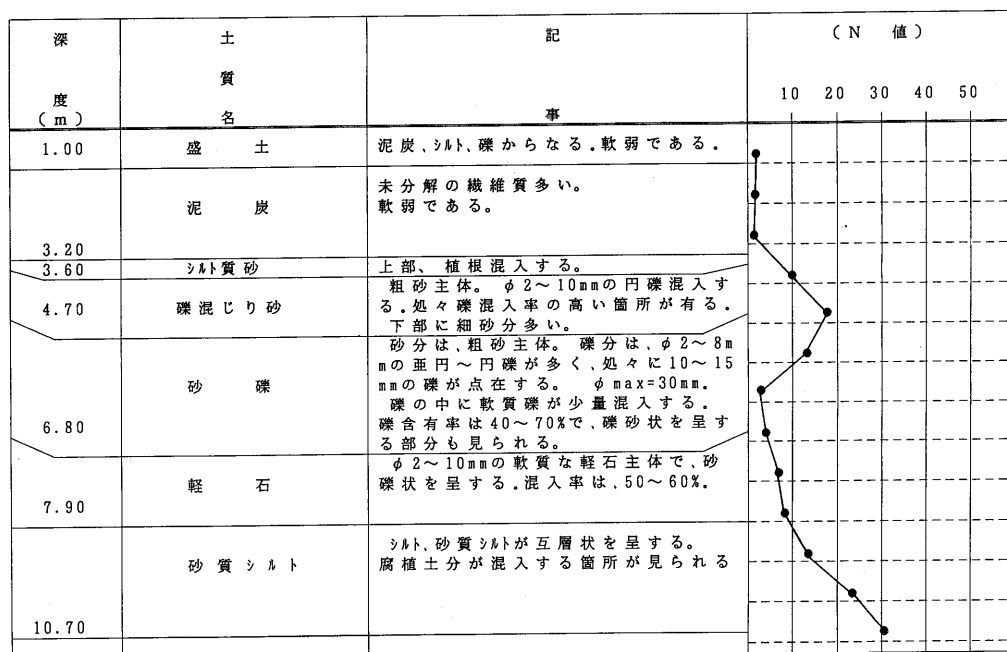 深度(m) 土質名 記事 (N 値)
10 20 30 40 50
1.00 盛土 泥炭、シルト、礫からなる。軟弱である。
未分解の繊維質多い。
3.20 泥炭 軟弱である。
3.60 シルト質砂 上部、植根混入する。
粗砂主体。 φ2～10mmの円礫混入す
4.70 礫混じり砂 る。処々礫混入率の高い箇所が有る。
下部に細砂分多い。
砂分は、粗砂主体。 礫分は、φ2～8m
mの亜円～円礫が多く、処々に10～15
6.80 砂礫 mmの礫が点在する。 φmax=30mm.
礫の中に軟質礫が少量混入する。
礫含有率は40～70%で、礫砂状を呈す
る部分も見られる。
φ2～10mmの軟質な軽石主体で、砂
7.90 軽石 礫状を呈する。混入率は、50～60%.
シルト、砂質シルトが互層状を呈する。
10.70 砂質シルト 腐植土分が混入する箇所が見られる